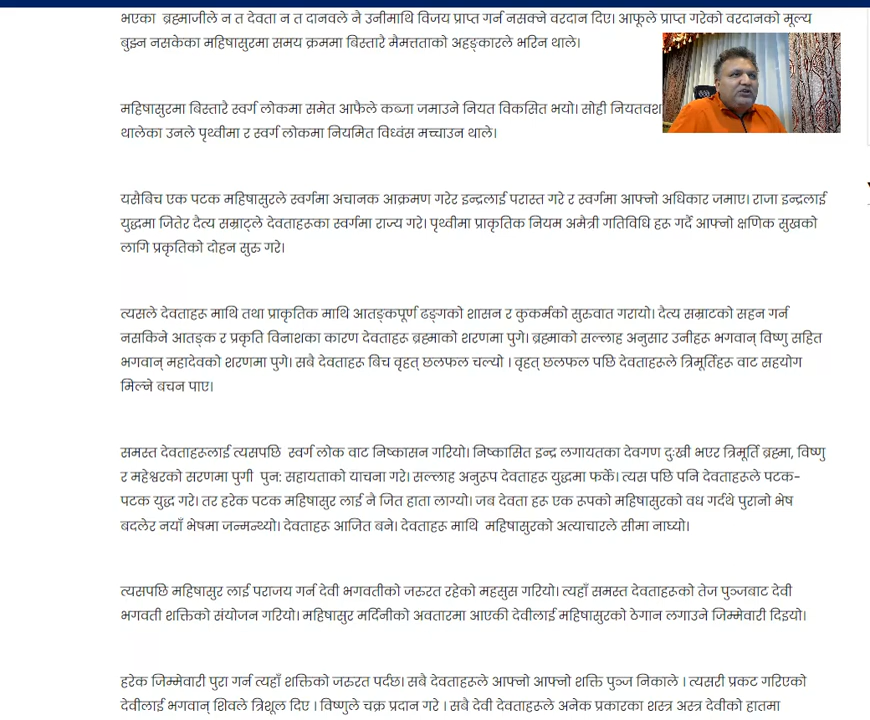 भएका ब्रह्माजीले न त देवता न त दानवले नै उनीमाथि विजय प्राप्त गर्न नसक्ने वरदान दिए। आफूले प्राप्त गरेको वरदानको मूल्य
बुझ्न नसकेका महिषासुरमा समय क्रममा बिस्तारै मैमत्तताको अहङ्कारले भरिन थाले।
महिषासुरमा बिस्तारै स्वर्ग लोकमा समेत आफैले कब्जा जमाउने नियत विकसित भयो। सोही नियतवश
थालेका उनले पृथ्वीमा र स्वर्ग लोकमा नियमित विध्वंस मच्चाउन थाले।
यसैबिच एक पटक महिषासुरले स्वर्गमा अचानक आक्रमण गरेर इन्द्रलाई परास्त गरे र स्वर्गमा आफ्नो अधिकार जमाए। राजा इन्द्रलाई
युद्धमा जितेर दैत्य सम्राट्ले देवताहरूका स्वर्गमा राज्य गरे। पृथ्वीमा प्राकृतिक नियम अमैत्री गतिविधि हरू गर्दै आफ्नो क्षणिक सुखको
लागि प्रकृतिको दोहन सुरु गरे।
त्यसले देवताहरू माथि तथा प्राकृतिक माथि आतङ्कपूर्ण ढङ्गको शासन र कुकर्मको सुरुवात गरायो। दैत्य सम्राटको सहन गर्न
नसकिने आतङ्क र प्रकृति विनाशका कारण देवताहरू ब्रह्माको शरणमा पुगे। ब्रह्माको सल्लाह अनुसार उनीहरू भगवान् विष्णु सहित
भगवान् महादेवको शरणमा पुगे। सबै देवताहरू बिच वृहत् छलफल चल्यो । वृहत् छलफल पछि देवताहरूले त्रिमूर्तिहरू वाट सहयोग
मिल्ने बचन पाए।
समस्त देवताहरूलाई त्यसपछि स्वर्ग लोक वाट निष्कासन गरियो। निष्कासित इन्द्र लगायतका देवगण दुःखी भएर त्रिमूर्ति ब्रह्मा, विष्णु
र महेश्वरको सरणमा पुगी पुन: सहायताको याचना गरे। सल्लाह अनुरूप देवताहरू युद्धमा फर्के। त्यस पछि पनि देवताहरूले पटक-
पटक युद्ध गरे। तर हरेक पटक महिषासुर लाई नै जित हाता लाग्यो। जब देवता हरू एक रूपको महिषासुरको वध गर्दथे पुरानो भेष
बदलेर नयाँ भेषमा जन्मन्थ्यो। देवताहरू आजित बने। देवताहरू माथि महिषासुरको अत्याचारले सीमा नाघ्यो।
त्यसपछि महिषासुर लाई पराजय गर्न देवी भगवतीको जरुरत रहेको महसुस गरियो। त्यहाँ समस्त देवताहरूको तेज पुञ्जबाट देवी
भगवती शक्तिको संयोजन गरियो। महिषासुर मर्दिनीको अवतारमा आएकी देवीलाई महिषासुरको ठेगान लगाउने जिम्मेवारी दिइयो।
हरेक जिम्मेवारी पुरा गर्न त्यहाँ शक्तिको जरुरत पर्दछ। सबै देवताहरूले आफ्नो आफ्नो शक्ति पुञ्ज निकाले । त्यसरी प्रकट गरिएको
देवीलाई भगवान् शिवले त्रिशूल दिए । विष्णुले चक्र प्रदान गरे । सबै देवी देवताहरूले अनेक प्रकारका शस्त्र अस्त्र देवीको हातमा